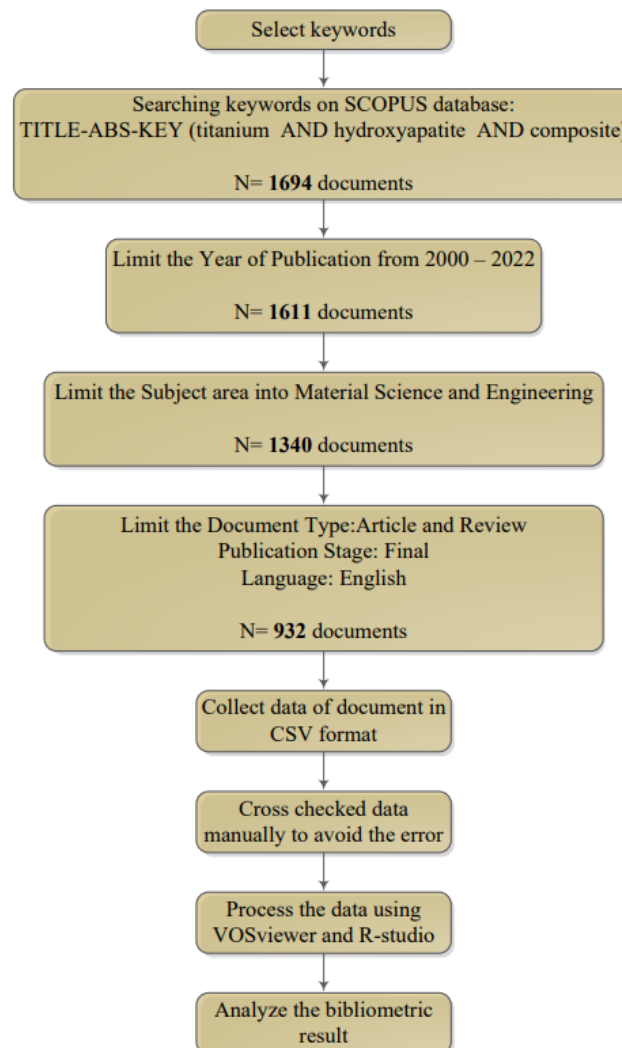 Select keywords
Searching keywords on SCOPUS database:
TITLE-ABS-KEY (titanium AND hydroxyapatite AND composite)
N= 1694 documents
Limit the Year of Publication from 2000 – 2022
N= 1611 documents
Limit the Subject area into Material Science and Engineering
N= 1340 documents
Limit the Document Type:Article and Review
Publication Stage: Final
Language: English
N= 932 documents
Collect data of document in
CSV format
Cross checked data
manually to avoid the error
Process the data using
VOSviewer and R-studio
Analyze the bibliometric
result